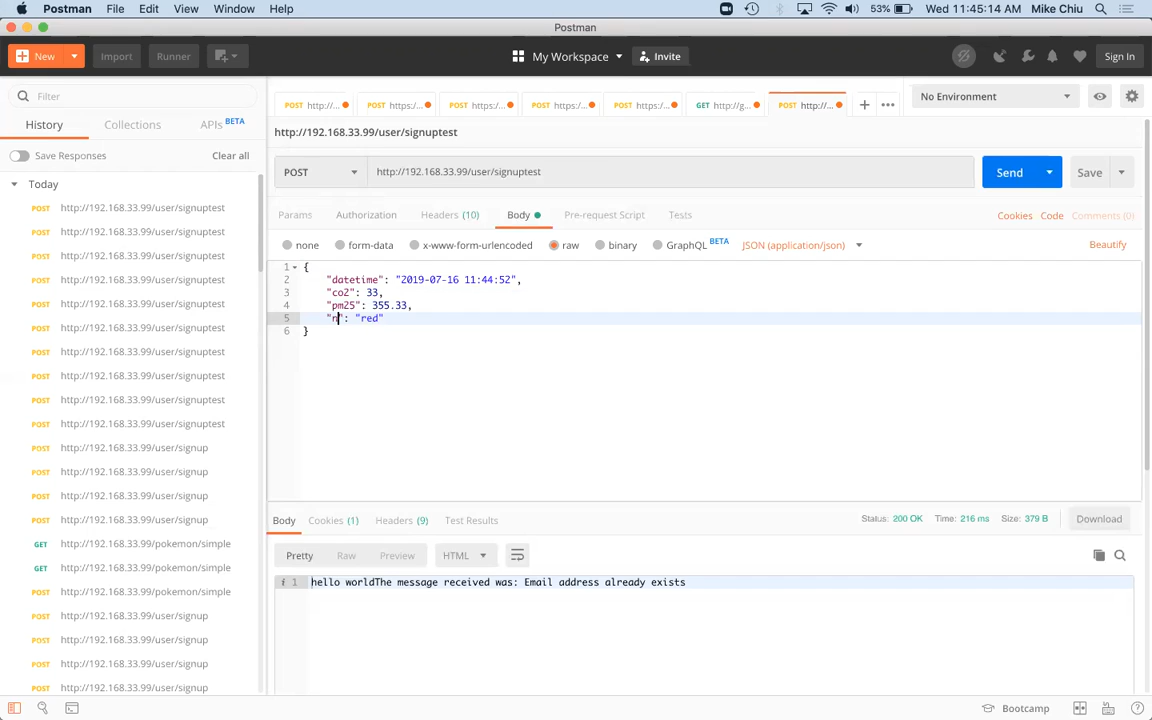 Postman File Edit View Window Help 53% Wed 11:45:14 AM Mike Chiu
Postman
New Import Runner My Workspace Invite Sign In
Filter
POST http://... POST https:/... POST https:/... POST https:/... POST https:/... GET http://g... POST http://... No Environment
History Collections APIs BETA
http://192.168.33.99/user/signuptest
Save Responses Clear all
POST http://192.168.33.99/user/signuptest Send Save
Today
POST http://192.168.33.99/user/signuptest
POST http://192.168.33.99/user/signuptest
POST http://192.168.33.99/user/signuptest
POST http://192.168.33.99/user/signuptest
POST http://192.168.33.99/user/signuptest
POST http://192.168.33.99/user/signuptest
POST http://192.168.33.99/user/signuptest
POST http://192.168.33.99/user/signuptest
POST http://192.168.33.99/user/signuptest
POST http://192.168.33.99/user/signuptest
POST http://192.168.33.99/user/signup
POST http://192.168.33.99/user/signup
POST http://192.168.33.99/user/signup
POST http://192.168.33.99/user/signup
GET http://192.168.33.99/pokemon/simple
GET http://192.168.33.99/pokemon/simple
POST http://192.168.33.99/pokemon/simple
POST http://192.168.33.99/user/signup
POST http://192.168.33.99/user/signup
POST http://192.168.33.99/user/signup
POST http://192.168.33.99/user/signup
Params Authorization Headers (10) Body Pre-request Script Tests Cookies Code Comments (0)
none form-data x-www-form-urlencoded raw binary GraphQL BETA JSON (application/json) Beautify
1 {
2 "datetime": "2019-07-16 11:44:52",
3 "co2": 33,
4 "pm25": 355.33,
5 "n": "red"
6 }
Body Cookies (1) Headers (9) Test Results Status: 200 OK Time: 216 ms Size: 379 B Download
Pretty Raw Preview HTML
i 1 hello worldThe message received was: Email address already exists
Bootcamp